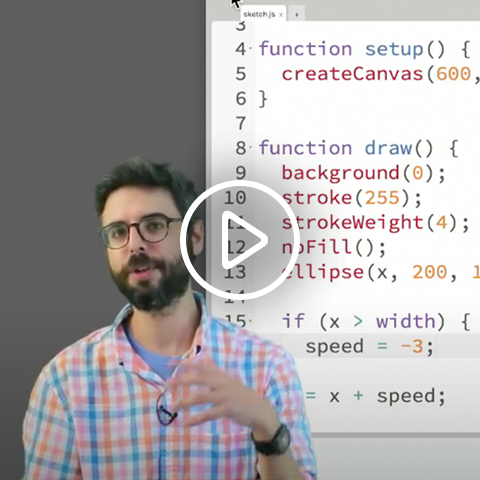 sketch.js x +
3
4 function setup() {
5 createCanvas(600,
6 }
7
8 function draw() {
9 background(0);
10 stroke(255);
11 strokeWeight(4);
12 noFill();
13 ellipse(x, 200, 1
14
15 if (x > width) {
speed = -3;
= x + speed;